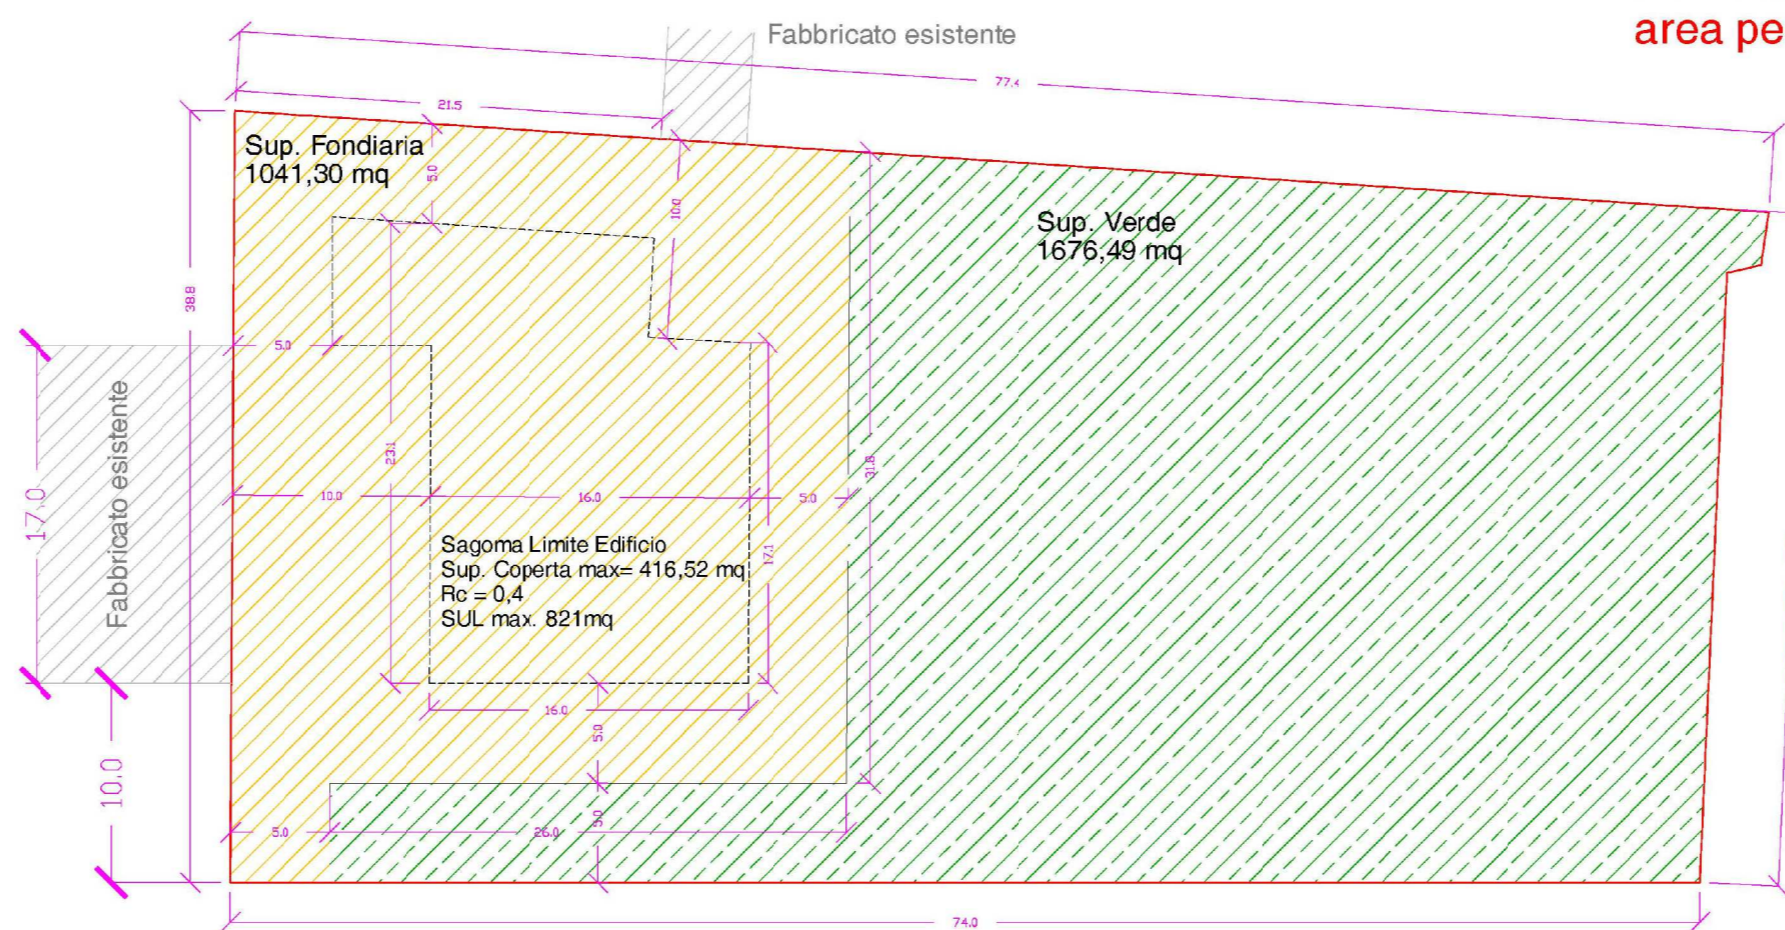 Fabbricato esistente
area pe
77.4
21.5
Sup. Fondiaria
1041,30 mq
5.0
10.0
Sup. Verde
1676,49 mq
38.8
5.0
Fabbricato esistente
17.0
23.1
31.8
10.0
16.0
5.0
Sagoma Limite Edificio
Sup. Coperta max= 416,52 mq
Rc = 0,4
SUL max. 821mq
17.1
16.0
5.0
10.0
5.0
26.0
5.0
74.0